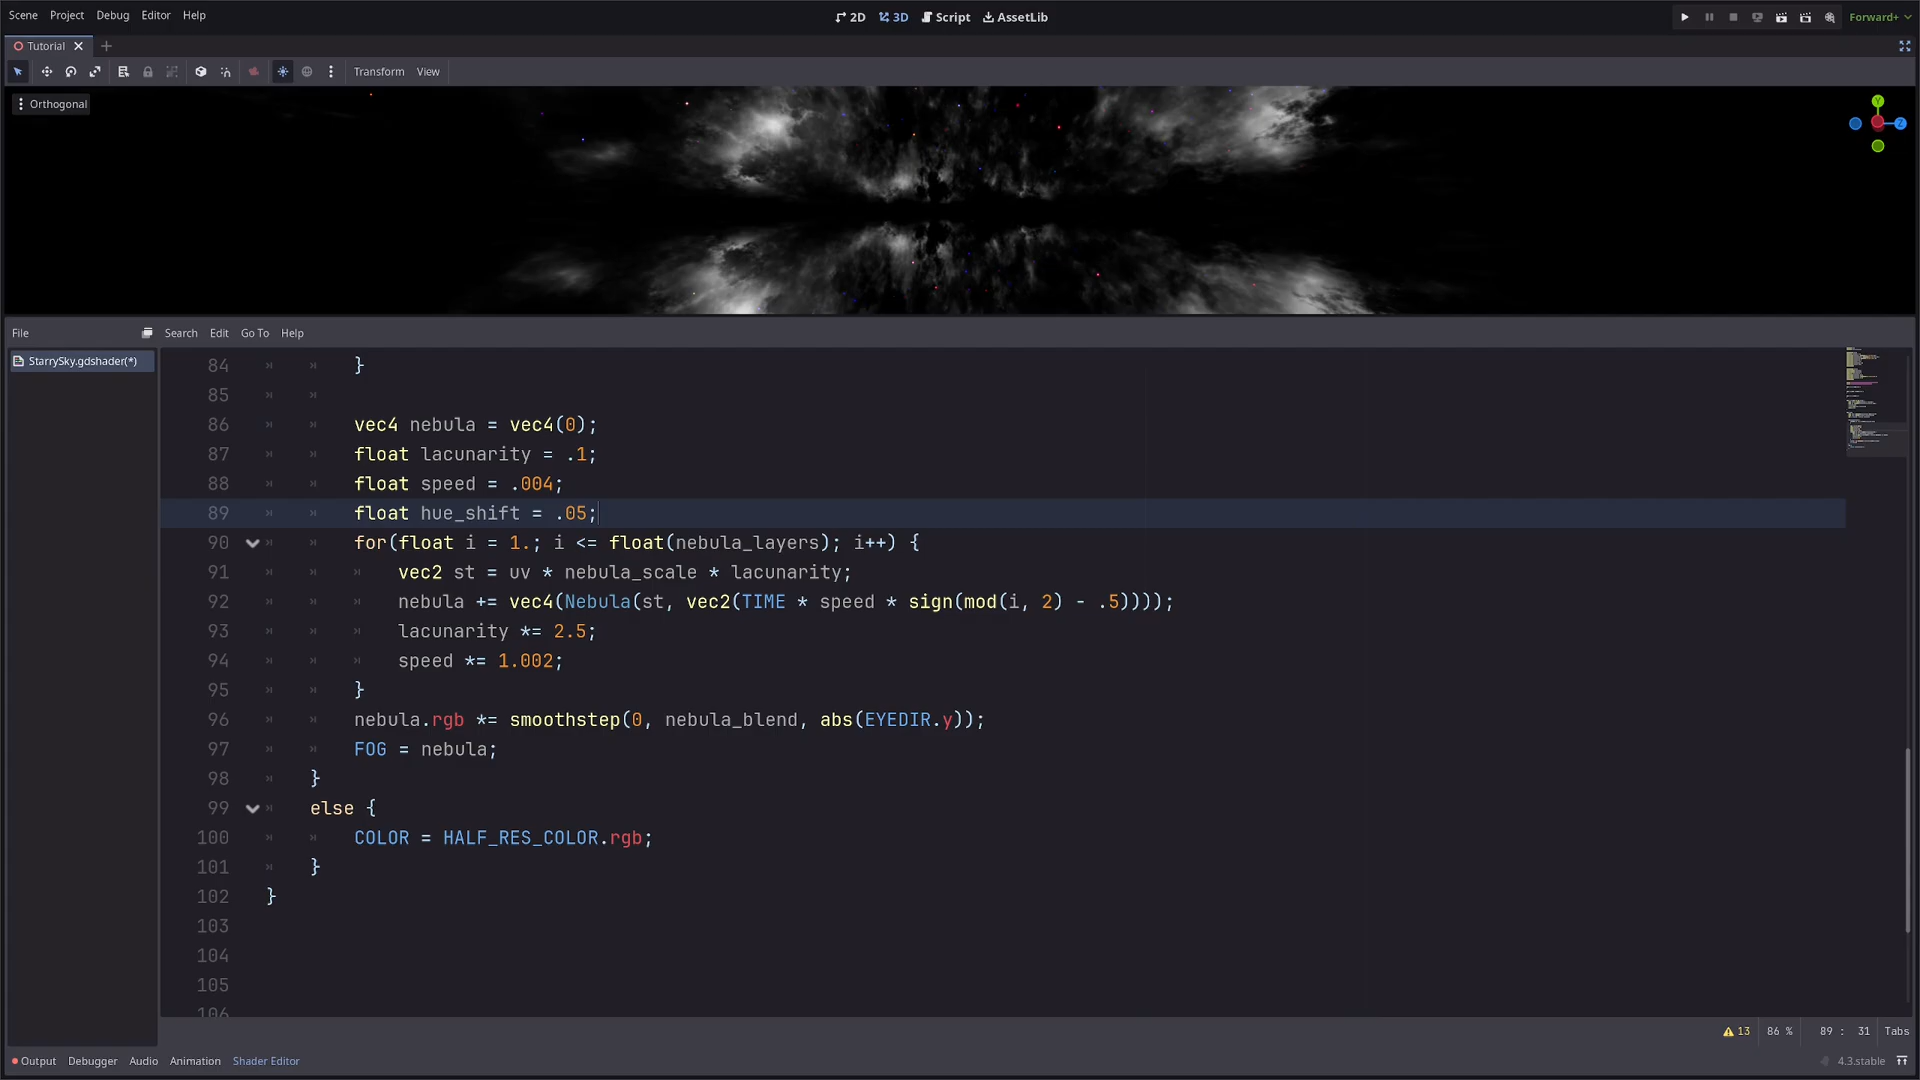 Scene Project Debug Editor Help
2D 3D Script AssetLib
Forward+
Tutorial
Transform View
Orthogonal
Y
Z
File
Search Edit Go To Help
StarrySky.gdshader(*)
84 }
85
86 vec4 nebula = vec4(0);
87 float lacunarity = .1;
88 float speed = .004;
89 float hue_shift = .05;
90 for(float i = 1.; i <= float(nebula_layers); i++) {
91 vec2 st = uv * nebula_scale * lacunarity;
92 nebula += vec4(Nebula(st, vec2(TIME * speed * sign(mod(i, 2) - .5))));
93 lacunarity *= 2.5;
94 speed *= 1.002;
95 }
96 nebula.rgb *= smoothstep(0, nebula_blend, abs(EYEDIR.y));
97 FOG = nebula;
98 }
99 else {
100 COLOR = HALF_RES_COLOR.rgb;
101 }
102 }
103
104
105
106
13 86 % 89 : 31 Tabs
Output Debugger Audio Animation Shader Editor
4.3.stable